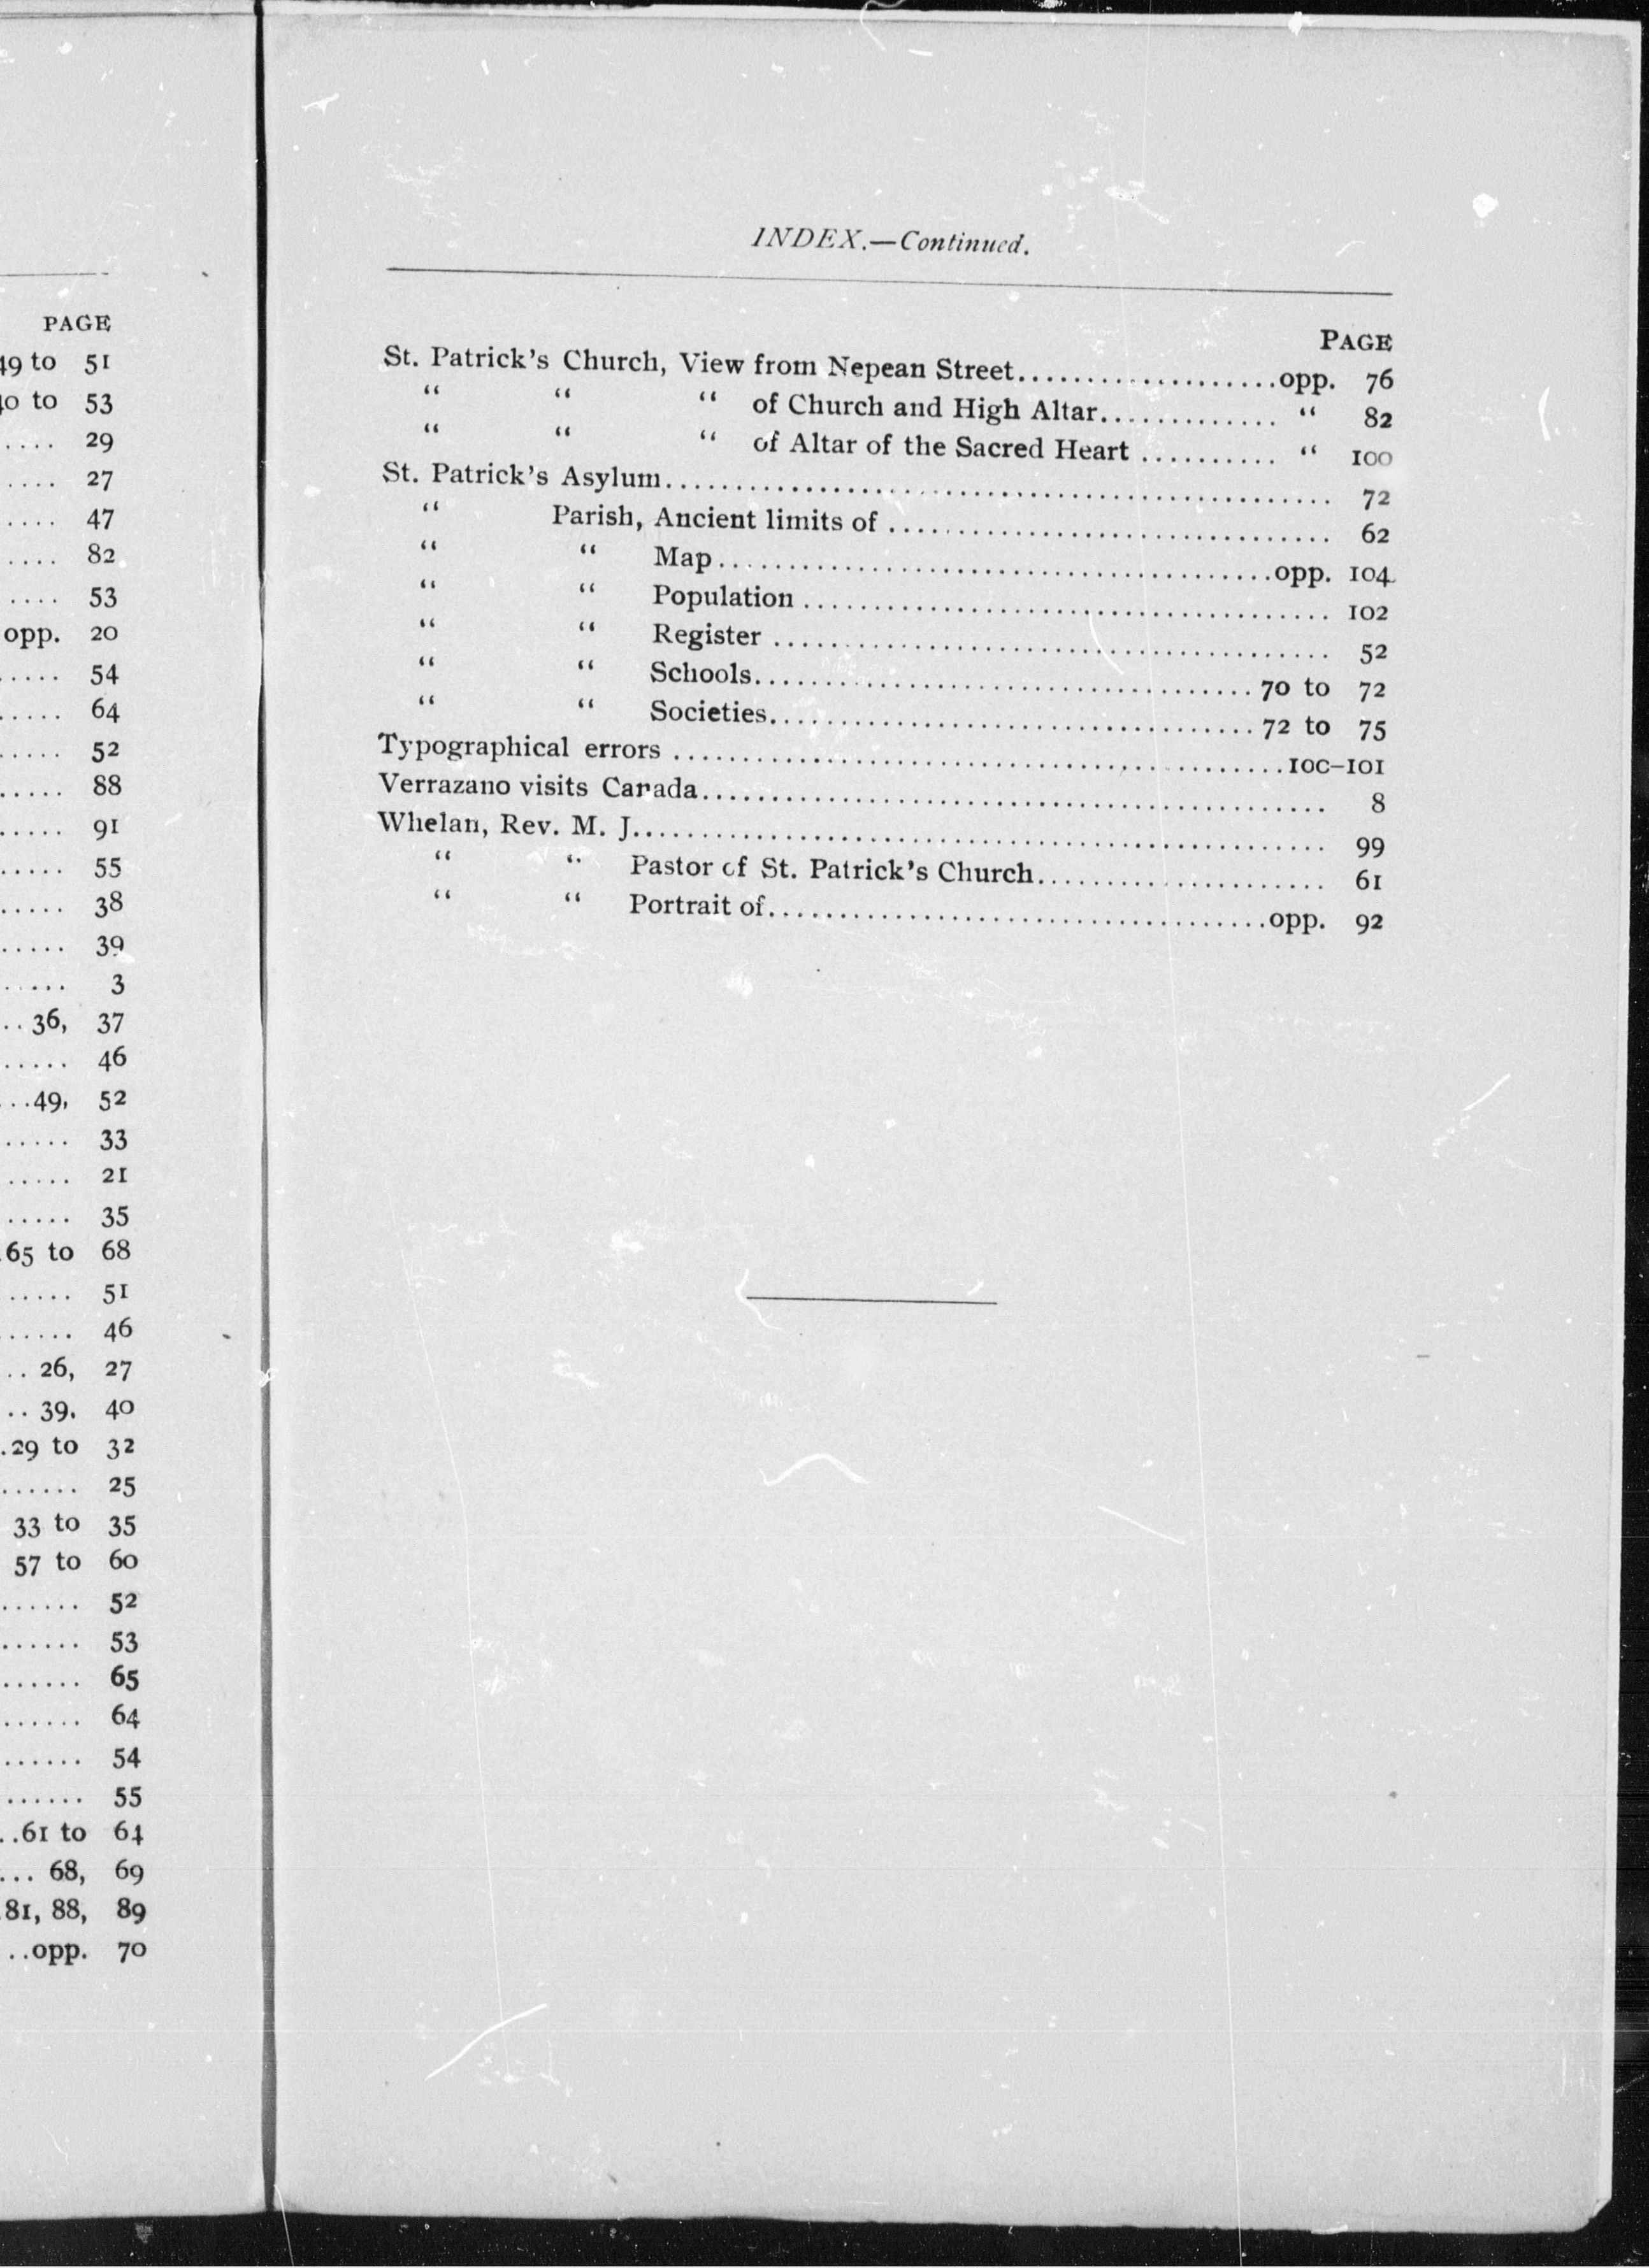 PAGE
49 to 51
40 to 53
.... 29
.... 27
.... 47
.... 82
.... 53
opp. 20
..... 54
..... 64
..... 52
..... 88
..... 91
..... 55
..... 38
..... 39
..... 3
.. 36, 37
..... 46
...49, 52
..... 33
..... 21
..... 35
.65 to 68
..... 51
...... 46
.. 26, 27
.. 39. 40
.29 to 32
...... 25
33 to 35
57 to 60
...... 52
...... 53
...... 65
...... 64
...... 54
...... 55
..61 to 64
... 68, 69
.81, 88, 89
..opp. 70
INDEX.—Continued.
PAGE
St. Patrick's Church, View from Nepean Street...................opp. 76
“ “ “ of Church and High Altar............. “ 82
“ “ “ of Altar of the Sacred Heart .......... “ 100
St. Patrick's Asylum................................................ 72
“ Parish, Ancient limits of ................................ 62
“ “ Map........................................opp. 104
“ “ Population ...................................... 102
“ “ Register ........................................ 52
“ “ Schools.................................... 70 to 72
“ “ Societies................................... 72 to 75
Typographical errors ............................................10c–101
Verrazano visits Canada............................................. 8
Whelan, Rev. M. J.................................................. 99
“ “ Pastor of St. Patrick's Church..................... 61
“ “ Portrait of....................................opp. 92